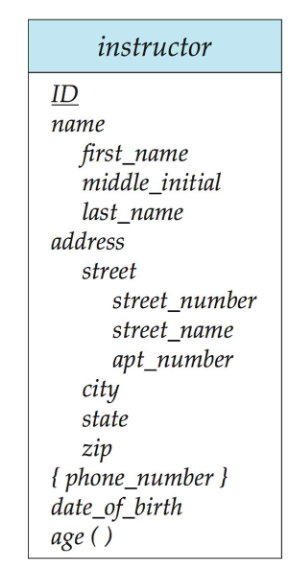 instructor
ID
name
first_name
middle_initial
last_name
address
street
street_number
street_name
apt_number
city
state
zip
{ phone_number }
date_of_birth
age ( )